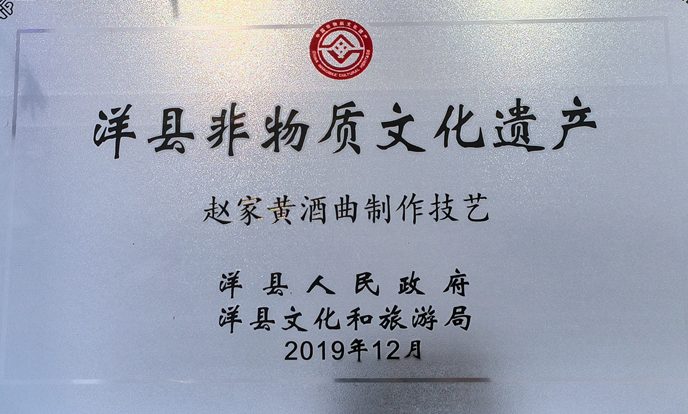 洋县非物质文化遗产
赵家黄酒曲制作技艺
洋县人民政府
洋县文化和旅游局
2019年12月